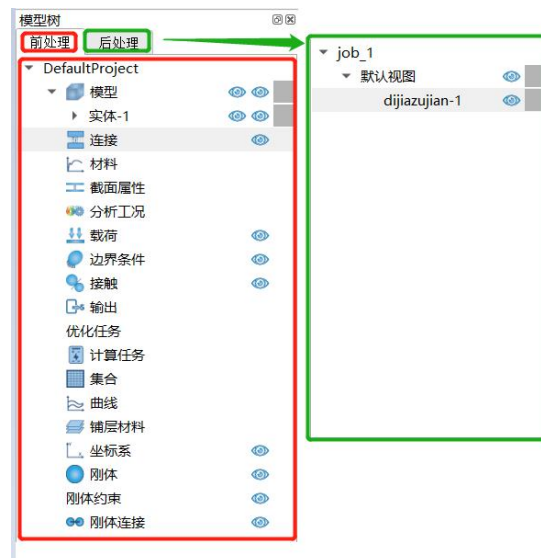 模型树
前处理
后处理
DefaultProject
模型
实体-1
连接
材料
截面属性
分析工况
载荷
边界条件
接触
输出
优化任务
计算任务
集合
曲线
铺层材料
坐标系
刚体
刚体约束
刚体连接
job_1
默认视图
dijiazujian-1